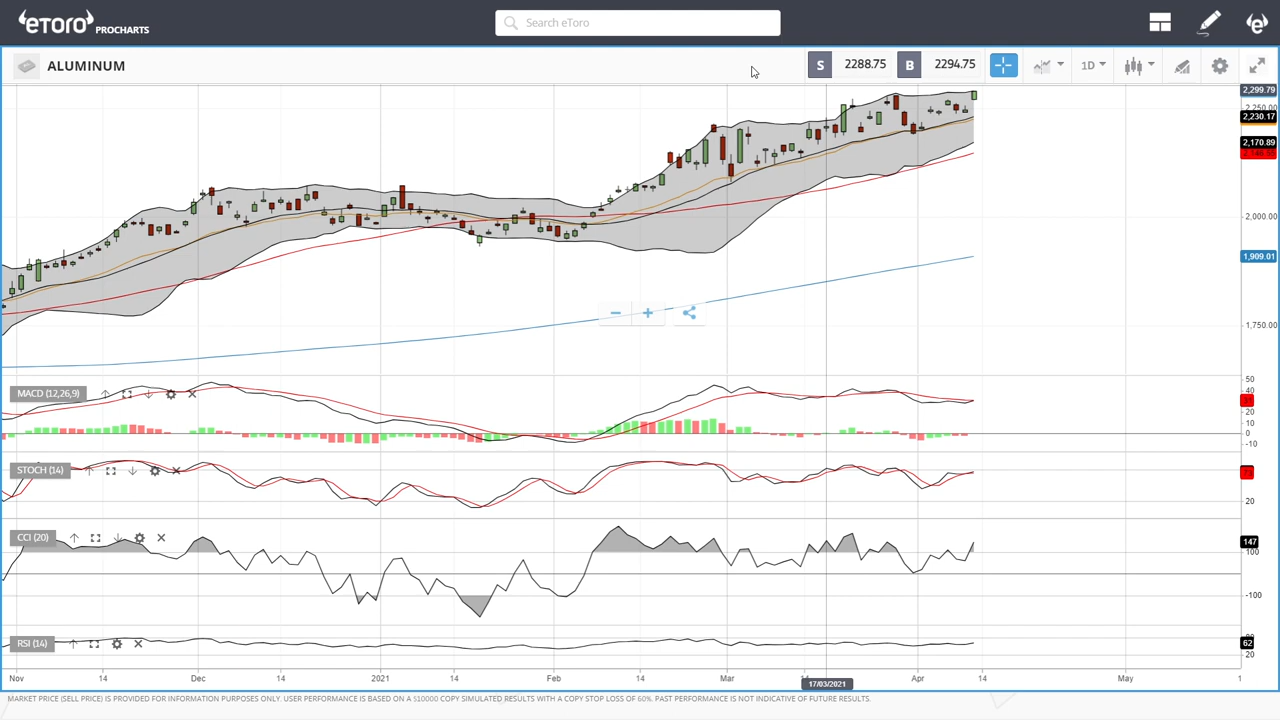 eToro PROCHARTS
Search eToro
ALUMINUM
S 2288.75 B 2294.75
1D
2,299.79
2,250.00
2,230.17
2,170.89
2,000.00
1,909.01
1,750.00
MACD (12,26,9)
50
40
20
10
0
-10
STOCH (14)
20
CCI (20)
147
100
-100
RSI (14)
62
20
Nov 14 Dec 14 2021 14 Feb 14 Mar 17/03/2021 Apr 14 May 1
MARKET PRICE (SELL PRICE) IS PROVIDED FOR INFORMATION PURPOSES ONLY. USER PERFORMANCE IS BASED ON A $10000 COPY SIMULATED RESULTS WITH A COPY STOP LOSS OF 60%. PAST PERFORMANCE IS NOT INDICATIVE OF FUTURE RESULTS.